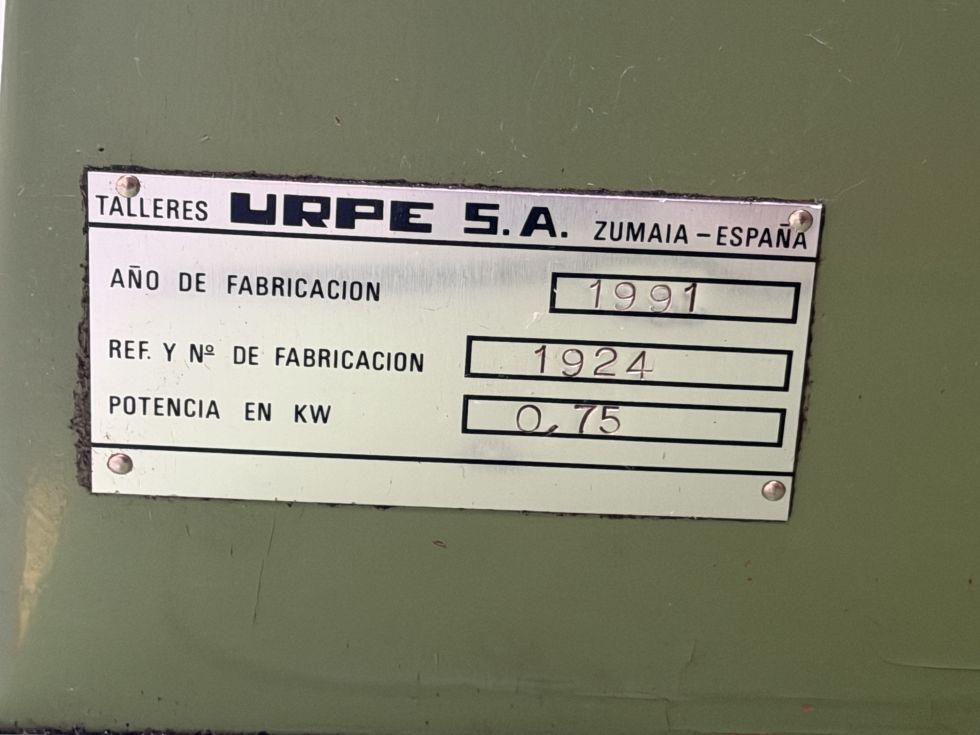 TALLERES URPE S.A. ZUMAIA - ESPAÑA
AÑO DE FABRICACION 1991
REF. Y Nº DE FABRICACION 1924
POTENCIA EN KW 0,75